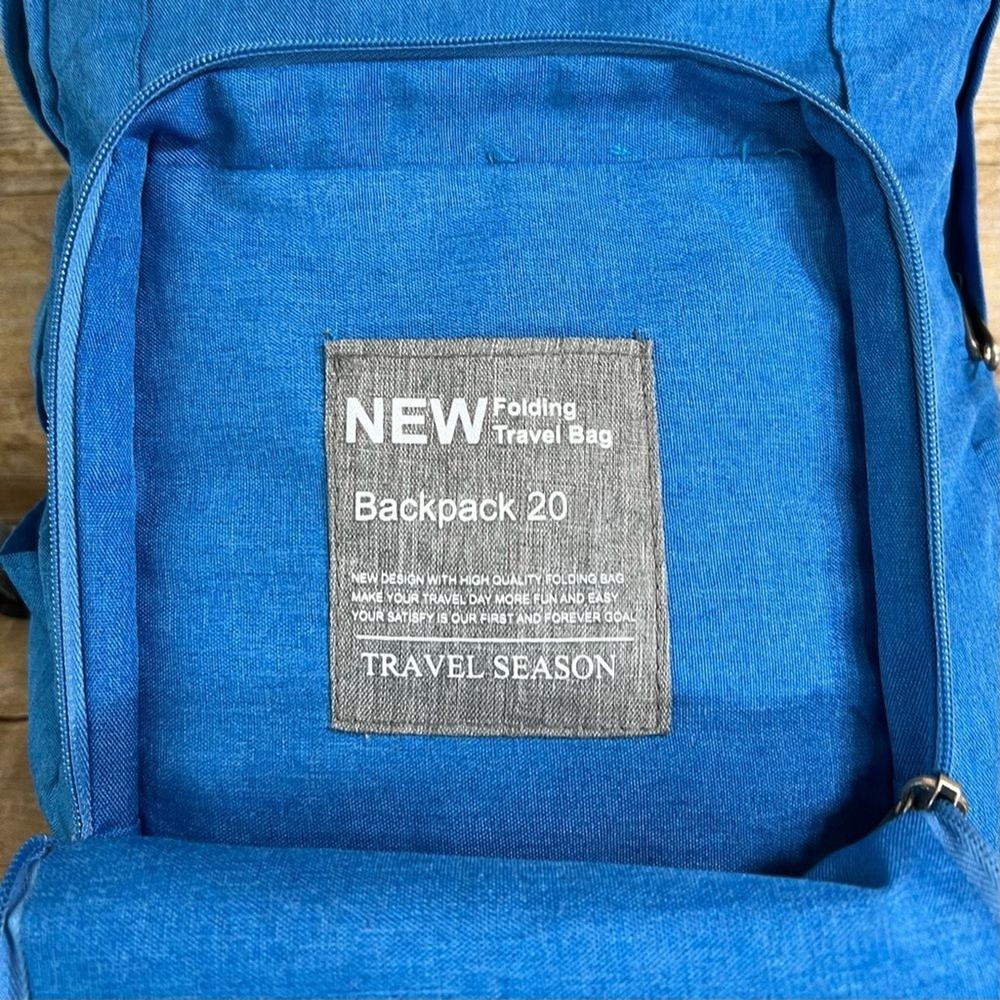 NEW Folding
Travel Bag
Backpack 20
NEW DESIGN WITH HIGH QUALITY FOLDING BAG
MAKE YOUR TRAVEL DAY MORE FUN AND EASY
YOUR SATISFY IS OUR FIRST AND FOREVER GOAL
TRAVEL SEASON